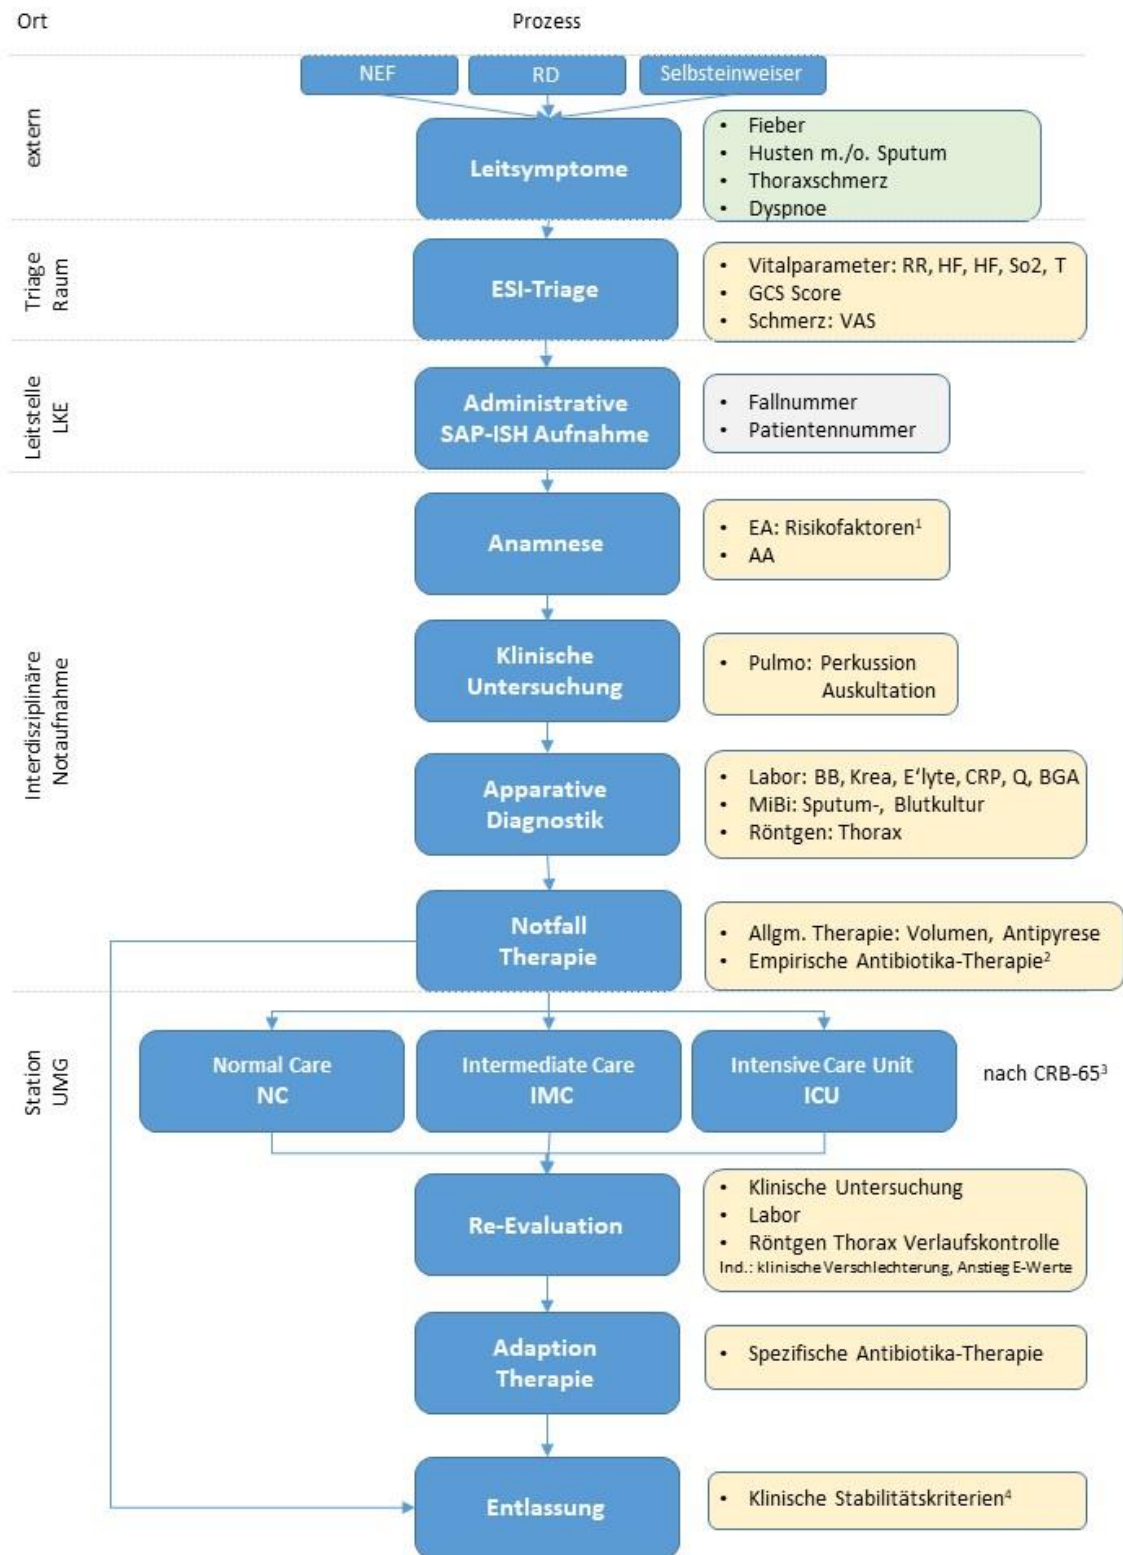 Ort
Prozess
NEF
RD
Selbsteinweiser
extern
Leitsymptome
• Fieber
• Husten m./o. Sputum
• Thoraxschmerz
• Dyspnoe
Triage
Raum
ESI-Triage
• Vitalparameter: RR, HF, HF, So2, T
• GCS Score
• Schmerz: VAS
Leitstelle
LKE
Administrative
SAP-ISH Aufnahme
• Fallnummer
• Patientennummer
Interdisziplinäre
Notaufnahme
Anamnese
• EA: Risikofaktoren¹
• AA
Klinische
Untersuchung
• Pulmo: Perkussion
Auskultation
Apparative
Diagnostik
• Labor: BB, Krea, E‘lyte, CRP, Q, BGA
• MiBi: Sputum-, Blutkultur
• Röntgen: Thorax
Notfall
Therapie
• Allgm. Therapie: Volumen, Antipyrese
• Empirische Antibiotika-Therapie²
Station
UMG
Normal Care
NC
Intermediate Care
IMC
Intensive Care Unit
ICU
nach CRB-65³
Re-Evaluation
• Klinische Untersuchung
• Labor
• Röntgen Thorax Verlaufskontrolle
Ind.: klinische Verschlechterung, Anstieg E-Werte
Adaption
Therapie
• Spezifische Antibiotika-Therapie
Entlassung
• Klinische Stabilitätskriterien⁴